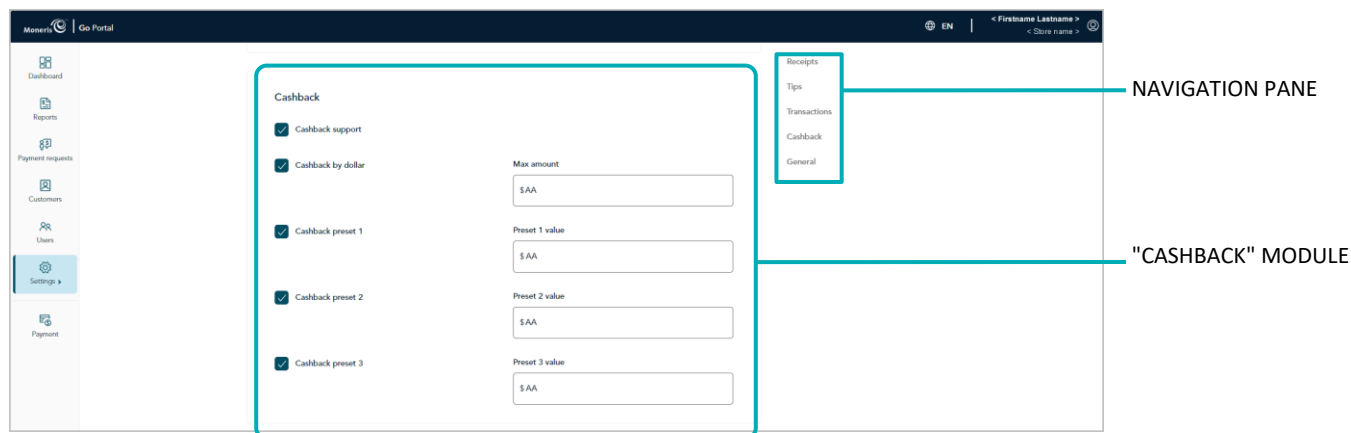 Moneris Go Portal
EN
< Firstname Lastname >
< Store name >
Dashboard
Reports
Payment requests
Customers
Users
Settings
Payment
Cashback
Cashback support
Cashback by dollar
Max amount
$AA
Cashback preset 1
Preset 1 value
$AA
Cashback preset 2
Preset 2 value
$AA
Cashback preset 3
Preset 3 value
$AA
Receipts
Tips
Transactions
Cashback
General
NAVIGATION PANE
"CASHBACK" MODULE